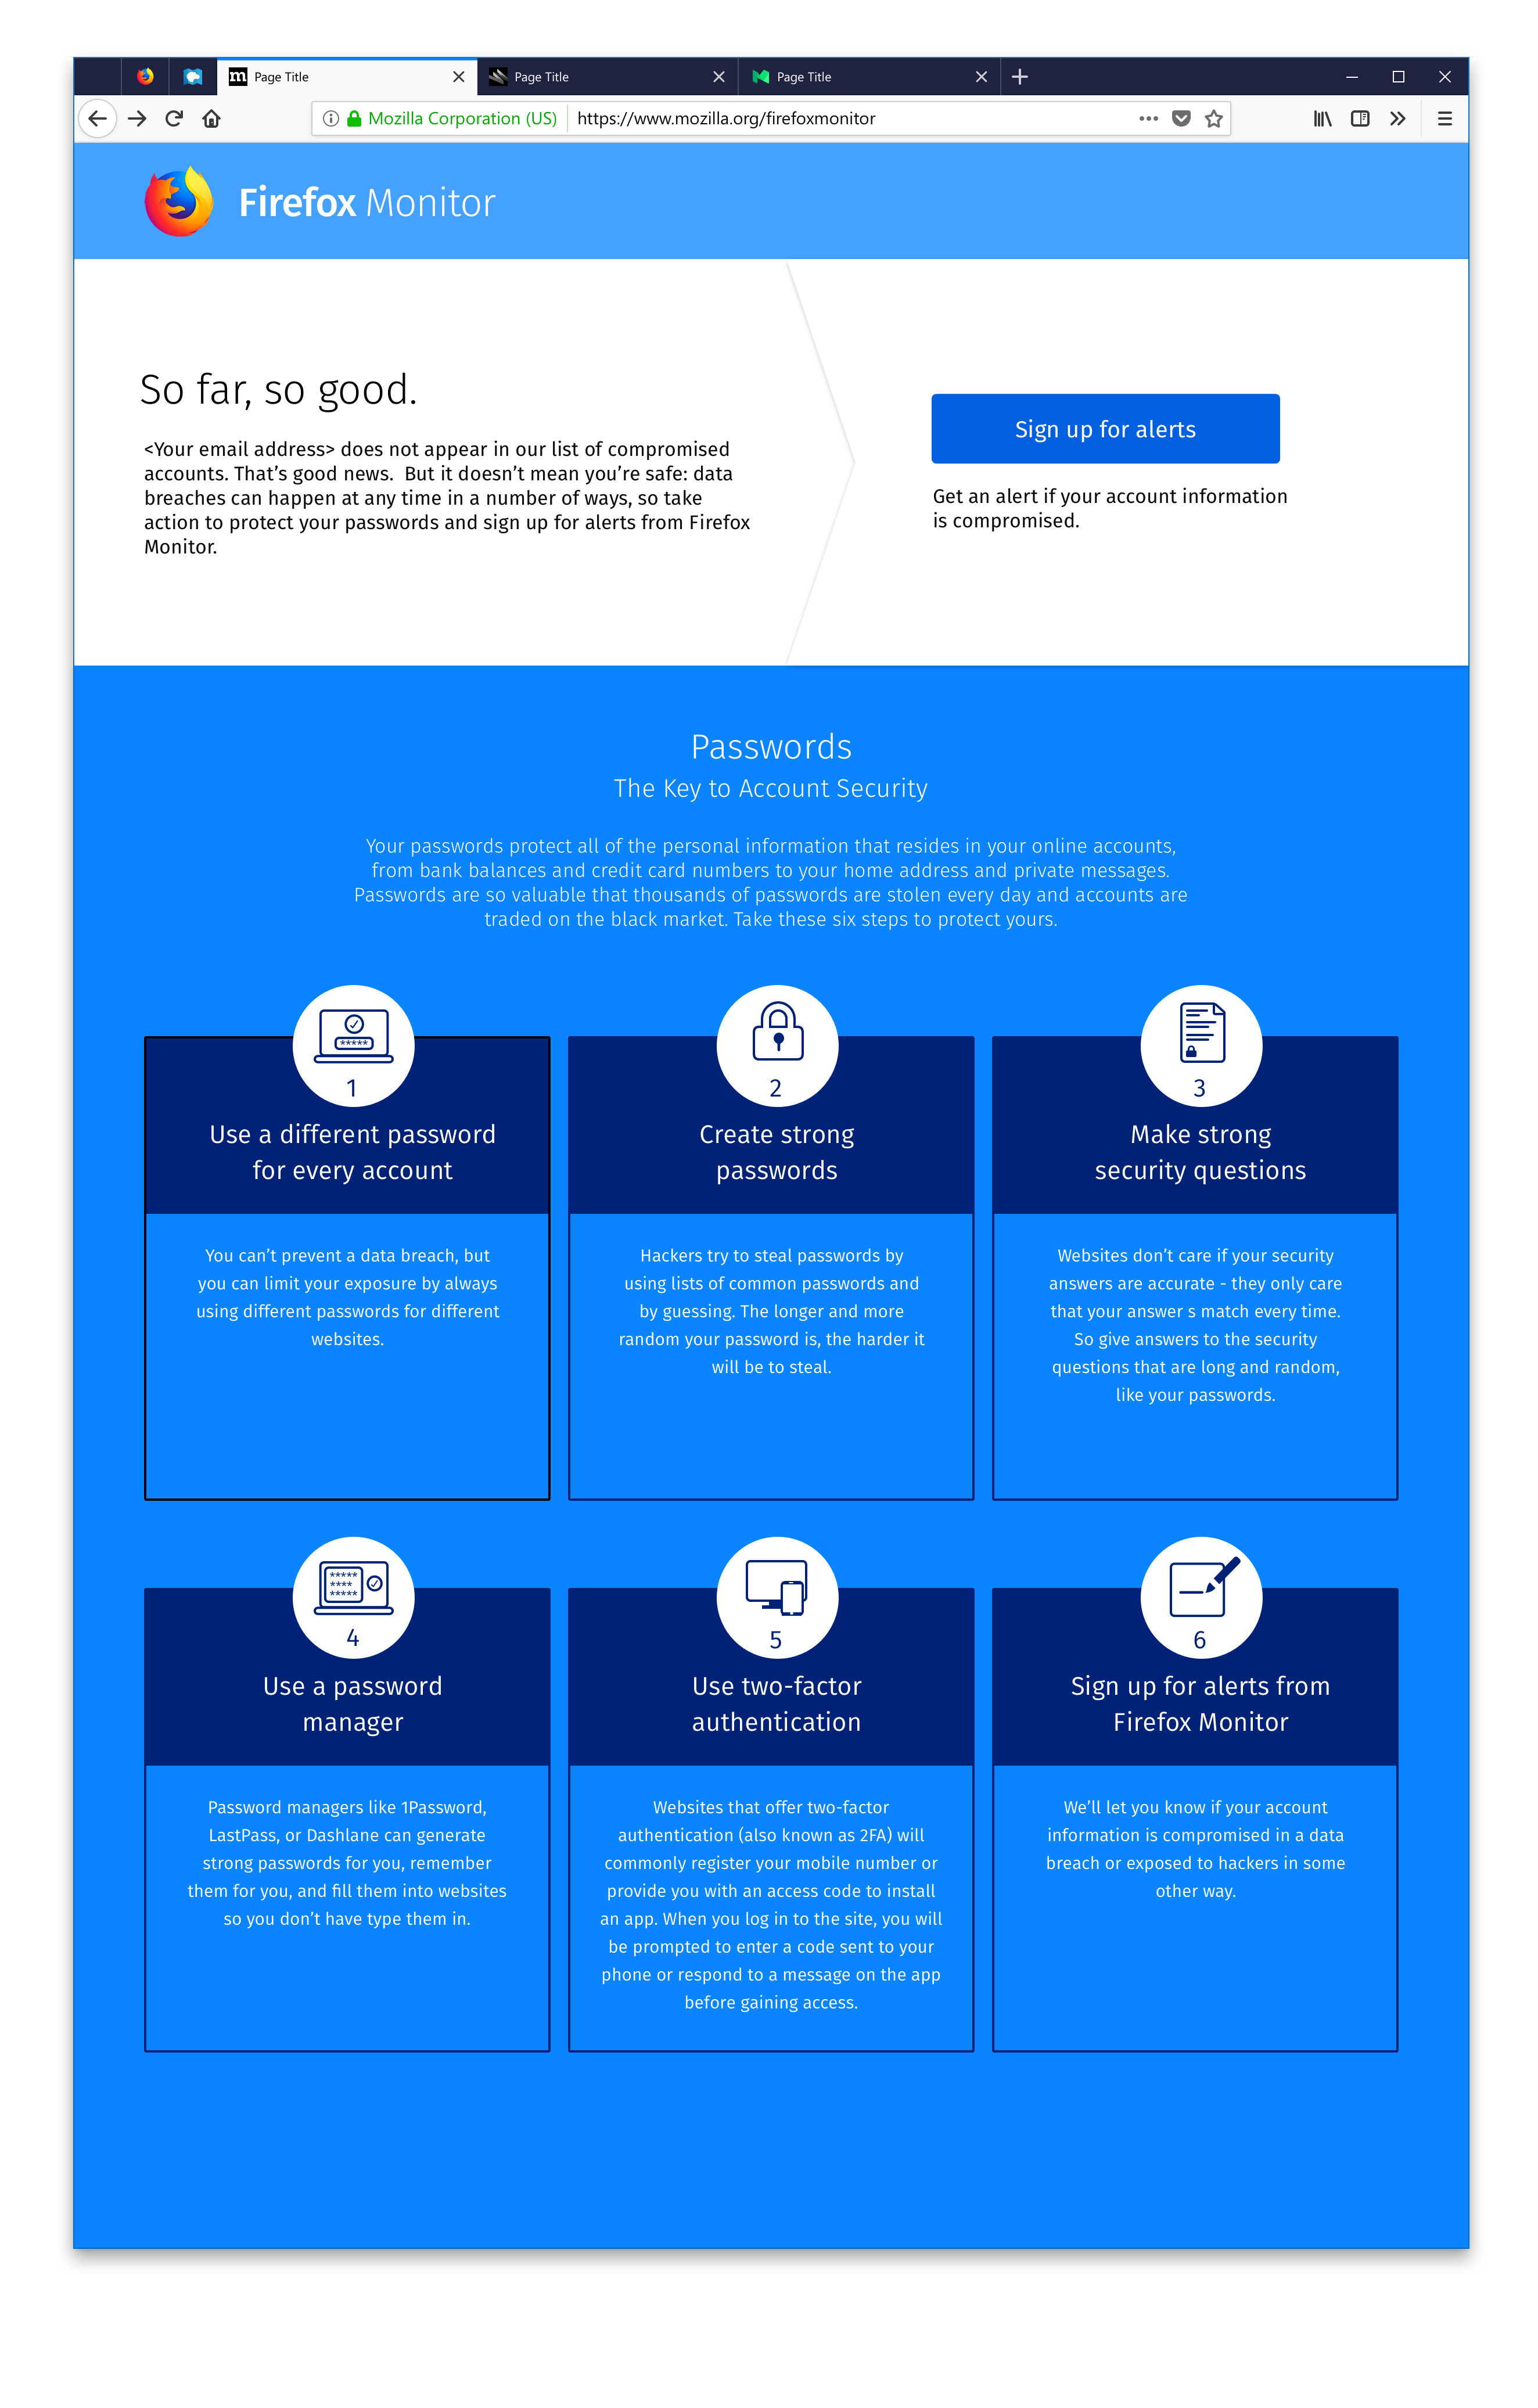 m Page Title
Page Title
Page Title
Mozilla Corporation (US) https://www.mozilla.org/firefoxmonitor
Firefox Monitor
So far, so good.
<Your email address> does not appear in our list of compromised
accounts. That’s good news.  But it doesn’t mean you’re safe: data
breaches can happen at any time in a number of ways, so take
action to protect your passwords and sign up for alerts from Firefox
Monitor.
Sign up for alerts
Get an alert if your account information
is compromised.
Passwords
The Key to Account Security
Your passwords protect all of the personal information that resides in your online accounts,
from bank balances and credit card numbers to your home address and private messages.
Passwords are so valuable that thousands of passwords are stolen every day and accounts are
traded on the black market. Take these six steps to protect yours.
*****
1
Use a different password
for every account
You can’t prevent a data breach, but
you can limit your exposure by always
using different passwords for different
websites.
2
Create strong
passwords
Hackers try to steal passwords by
using lists of common passwords and
by guessing. The longer and more
random your password is, the harder it
will be to steal.
3
Make strong
security questions
Websites don’t care if your security
answers are accurate - they only care
that your answer s match every time.
So give answers to the security
questions that are long and random,
like your passwords.
*****
****
*****
4
Use a password
manager
Password managers like 1Password,
LastPass, or Dashlane can generate
strong passwords for you, remember
them for you, and fill them into websites
so you don’t have type them in.
5
Use two-factor
authentication
Websites that offer two-factor
authentication (also known as 2FA) will
commonly register your mobile number or
provide you with an access code to install
an app. When you log in to the site, you will
be prompted to enter a code sent to your
phone or respond to a message on the app
before gaining access.
6
Sign up for alerts from
Firefox Monitor
We’ll let you know if your account
information is compromised in a data
breach or exposed to hackers in some
other way.